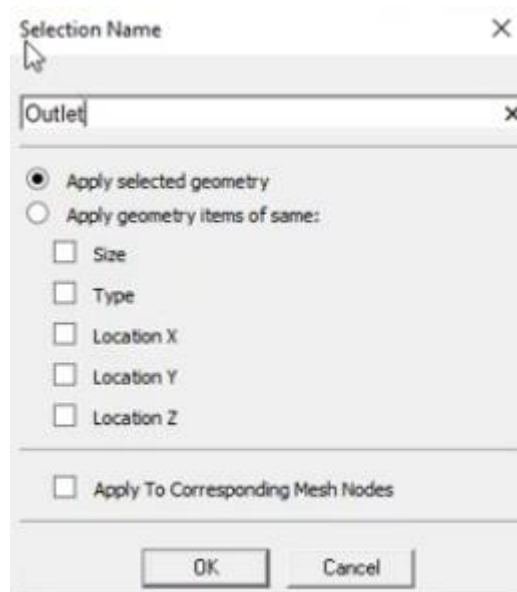 Selection Name
Outlet
Apply selected geometry
Apply geometry items of same:
Size
Type
Location X
Location Y
Location Z
Apply To Corresponding Mesh Nodes
OK Cancel